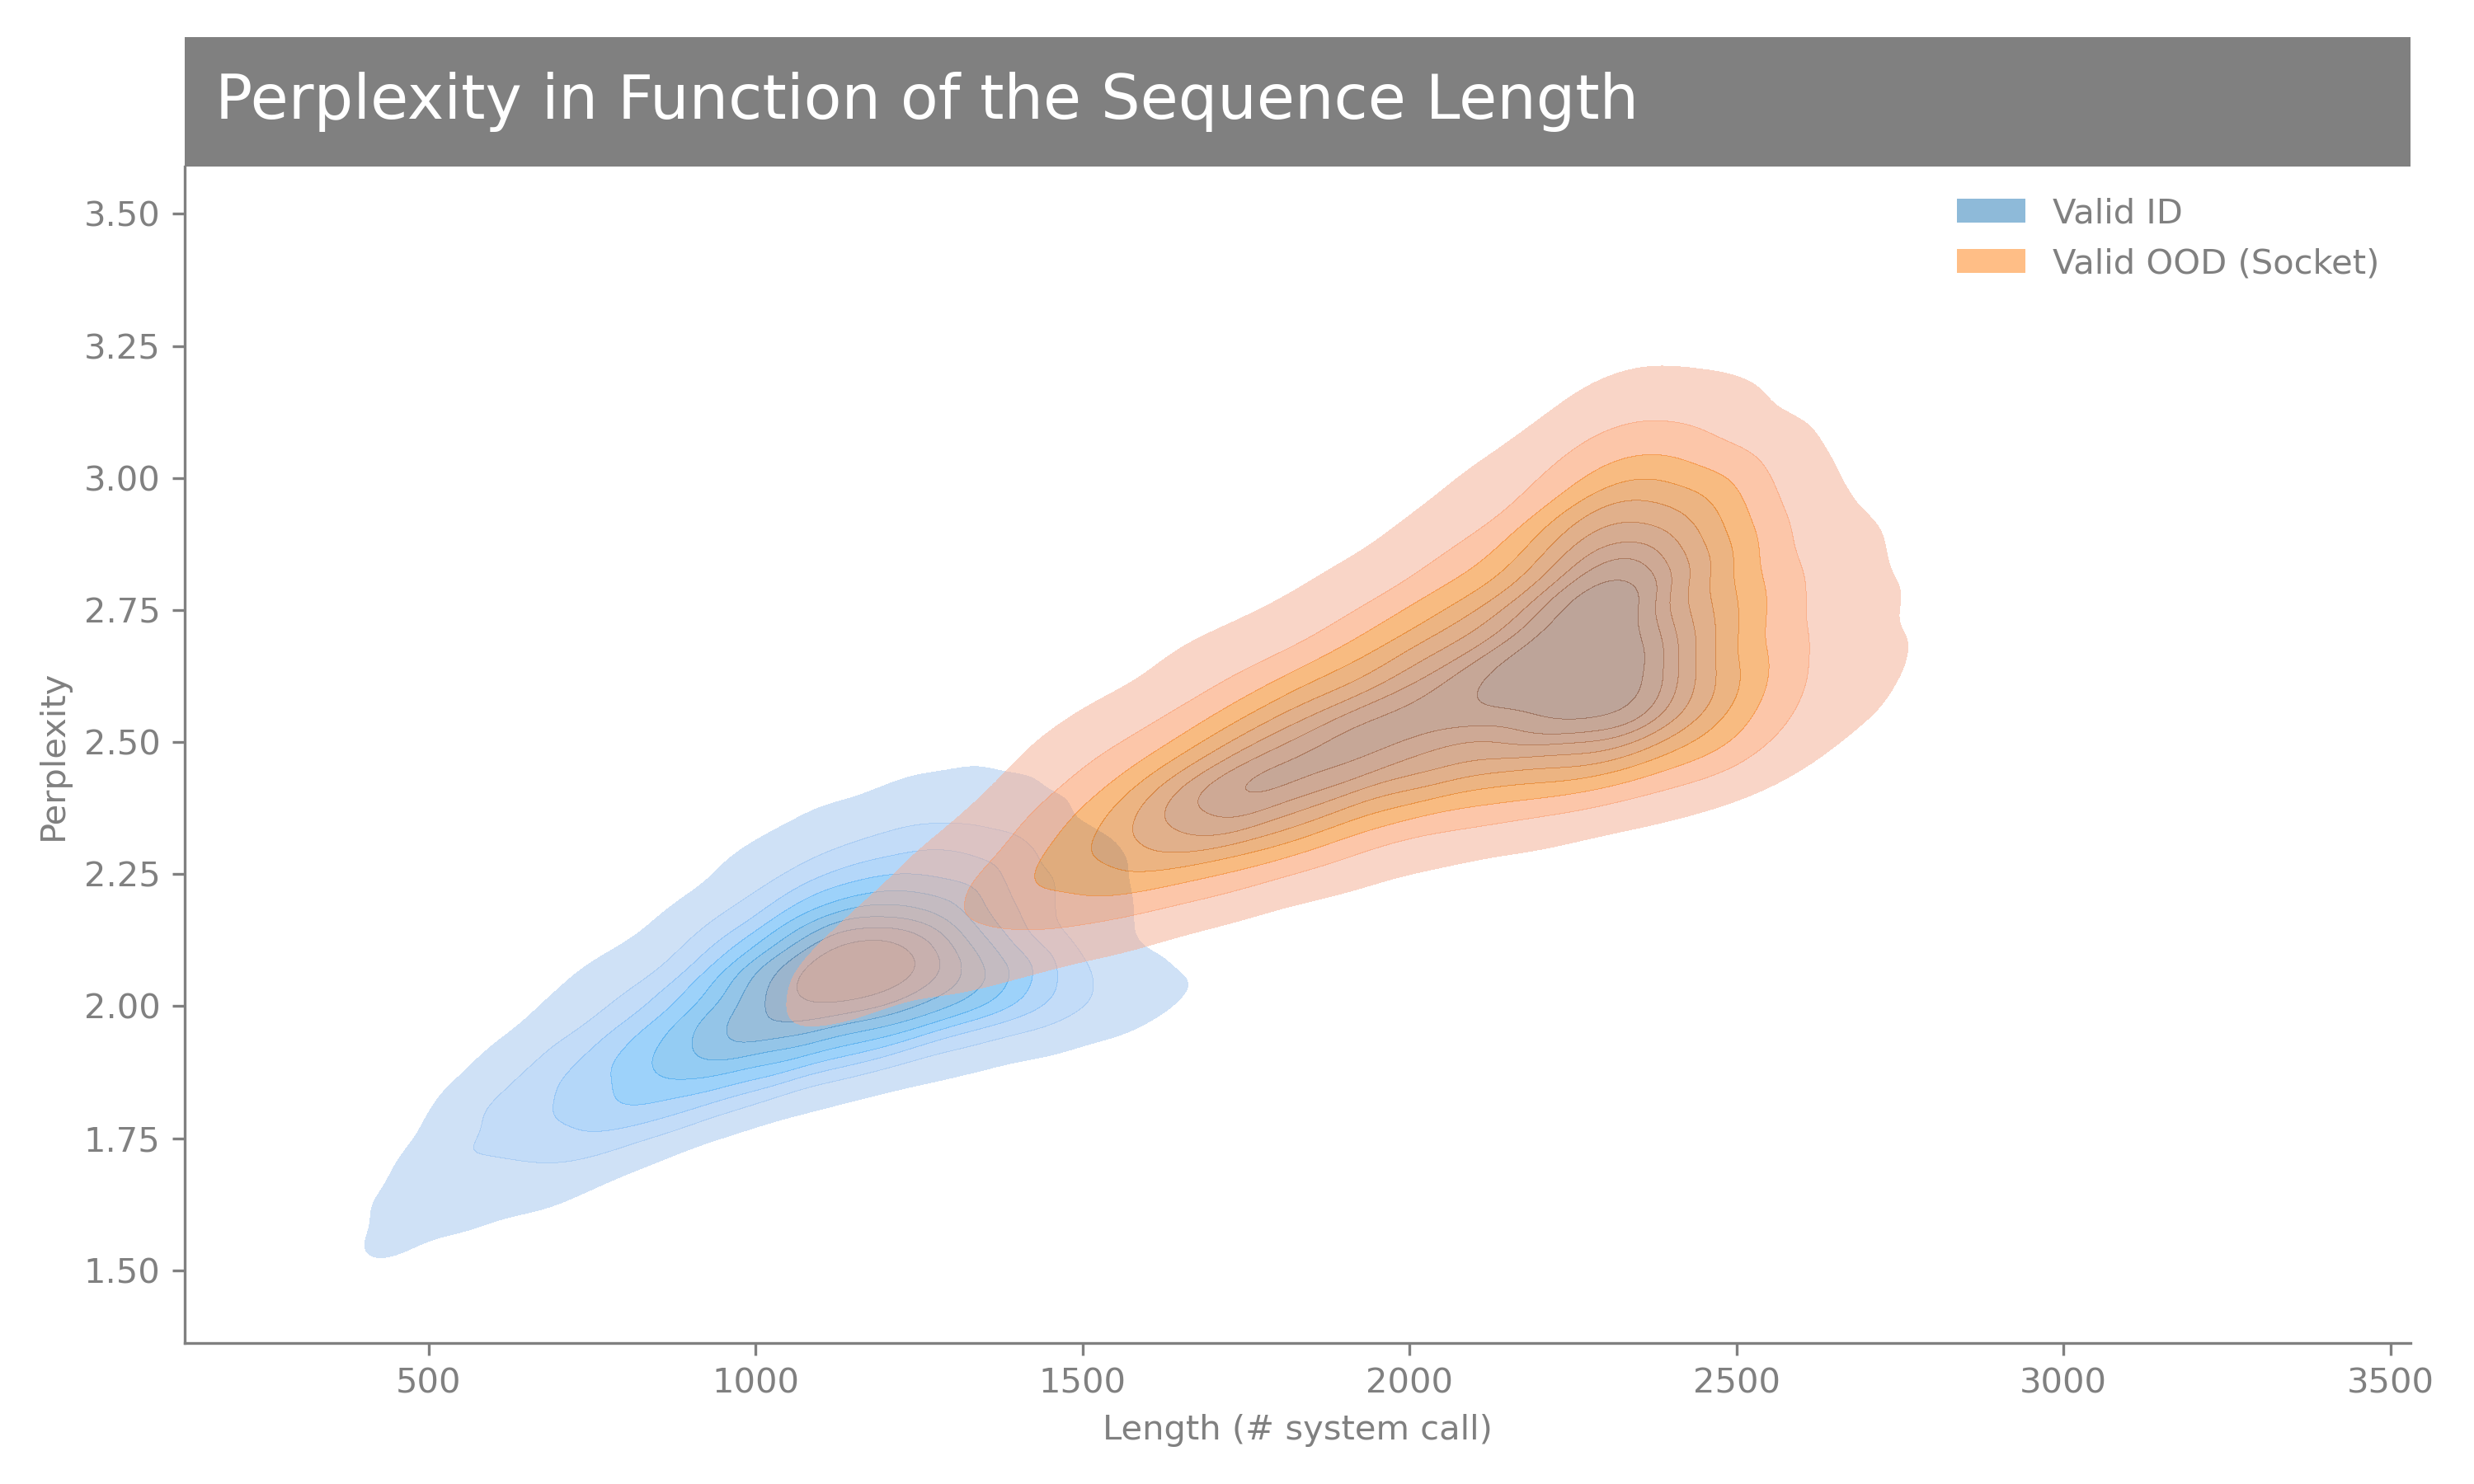 Perplexity in Function of the Sequence Length
Valid ID
Valid OOD (Socket)
3.50
3.25
3.00
2.75
2.50
2.25
2.00
1.75
1.50
Perplexity
500 1000 1500 2000 2500 3000 3500
Length (# system call)